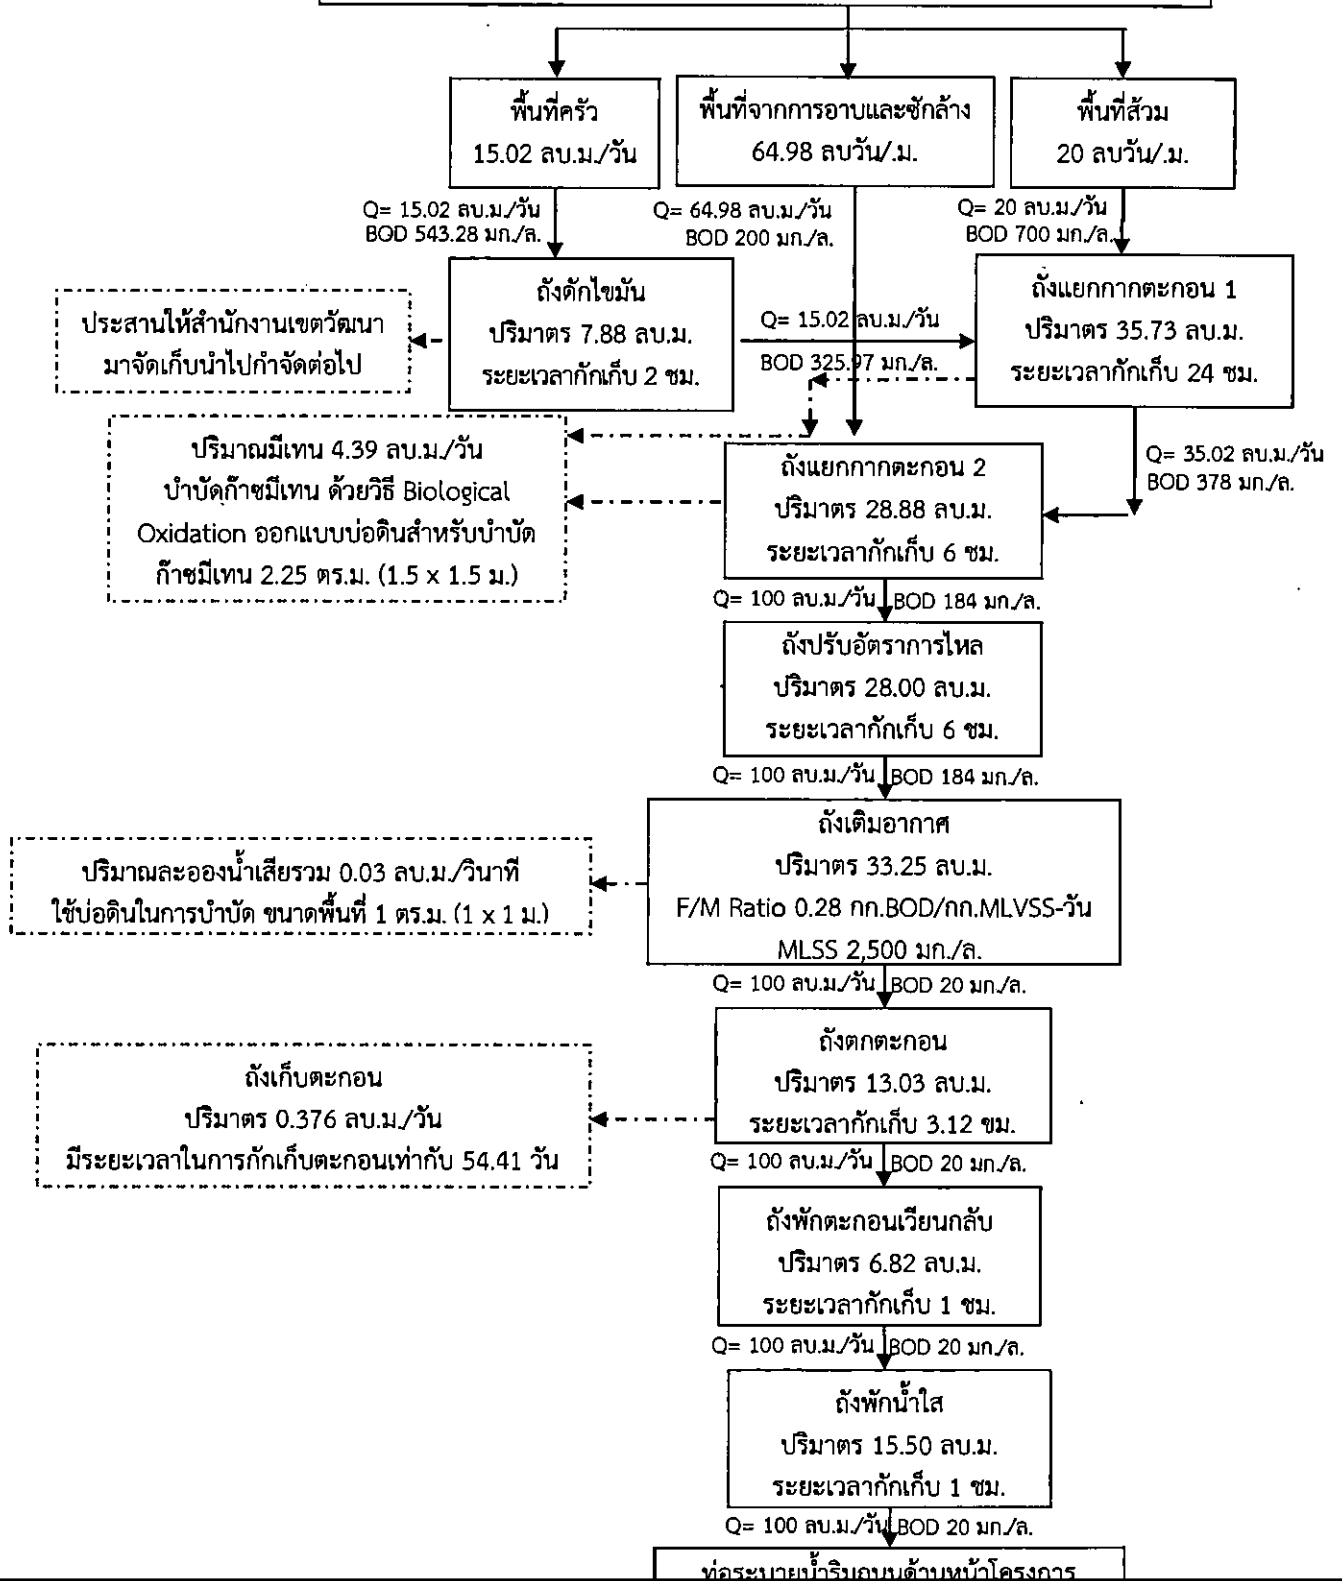 พื้นที่ครัว
15.02 ลบ.ม./วัน
พื้นที่จากการอาบและซักล้าง
64.98 ลบวัน/.ม.
พื้นที่ส้วม
20 ลบวัน/.ม.
Q= 15.02 ลบ.ม./วัน
BOD 543.28 มก./ล.
Q= 64.98 ลบ.ม./วัน
BOD 200 มก./ล.
Q= 20 ลบ.ม./วัน
BOD 700 มก./ล.
ประสานให้สำนักงานเขตวัฒนา
มาจัดเก็บนำไปกำจัดต่อไป
ถังดักไขมัน
ปริมาตร 7.88 ลบ.ม.
ระยะเวลากักเก็บ 2 ชม.
Q= 15.02 ลบ.ม./วัน
BOD 325.97 มก./ล.
ถังแยกกากตะกอน 1
ปริมาตร 35.73 ลบ.ม.
ระยะเวลากักเก็บ 24 ชม.
ปริมาณมีเทน 4.39 ลบ.ม./วัน
บำบัดก๊าซมีเทน ด้วยวิธี Biological
Oxidation ออกแบบบ่อดินสำหรับบำบัด
ก๊าซมีเทน 2.25 ตร.ม. (1.5 x 1.5 ม.)
ถังแยกกากตะกอน 2
ปริมาตร 28.88 ลบ.ม.
ระยะเวลากักเก็บ 6 ชม.
Q= 35.02 ลบ.ม./วัน
BOD 378 มก./ล.
Q= 100 ลบ.ม./วัน BOD 184 มก./ล.
ถังปรับอัตราการไหล
ปริมาตร 28.00 ลบ.ม.
ระยะเวลากักเก็บ 6 ชม.
Q= 100 ลบ.ม./วัน BOD 184 มก./ล.
ปริมาณละอองน้ำเสียรวม 0.03 ลบ.ม./วินาที
ใช้บ่อดินในการบำบัด ขนาดพื้นที่ 1 ตร.ม. (1 x 1 ม.)
ถังเติมอากาศ
ปริมาตร 33.25 ลบ.ม.
F/M Ratio 0.28 กก.BOD/กก.MLVSS-วัน
MLSS 2,500 มก./ล.
Q= 100 ลบ.ม./วัน BOD 20 มก./ล.
ถังเก็บตะกอน
ปริมาตร 0.376 ลบ.ม./วัน
มีระยะเวลาในการกักเก็บตะกอนเท่ากับ 54.41 วัน
ถังตกตะกอน
ปริมาตร 13.03 ลบ.ม.
ระยะเวลากักเก็บ 3.12 ขม.
Q= 100 ลบ.ม./วัน BOD 20 มก./ล.
ถังพักตะกอนเวียนกลับ
ปริมาตร 6.82 ลบ.ม.
ระยะเวลากักเก็บ 1 ชม.
Q= 100 ลบ.ม./วัน BOD 20 มก./ล.
ถังพักน้ำใส
ปริมาตร 15.50 ลบ.ม.
ระยะเวลากักเก็บ 1 ชม.
Q= 100 ลบ.ม./วัน BOD 20 มก./ล.
ท่อระบายน้ำริมถนนด้านหน้าโครงการ